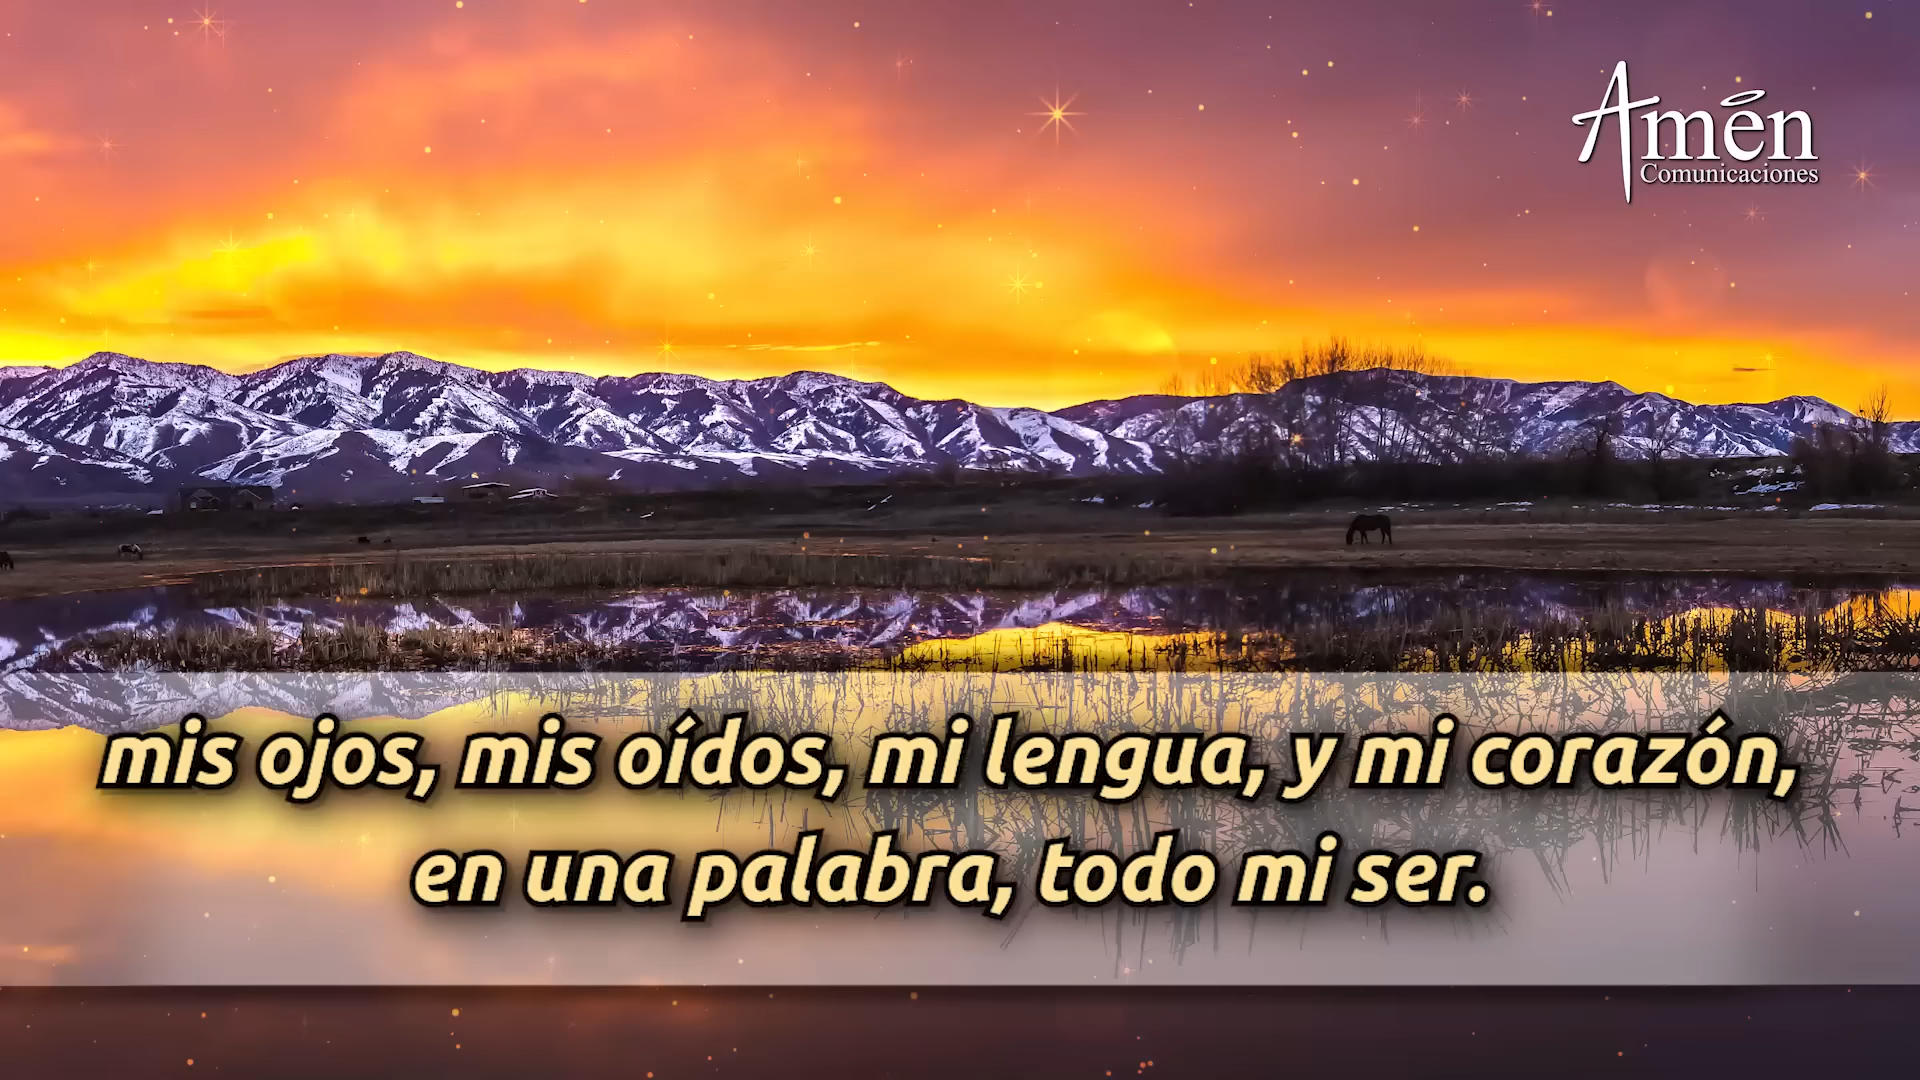 Amén
Comunicaciones
mis ojos, mis oídos, mi lengua, y mi corazón,
en una palabra, todo mi ser.